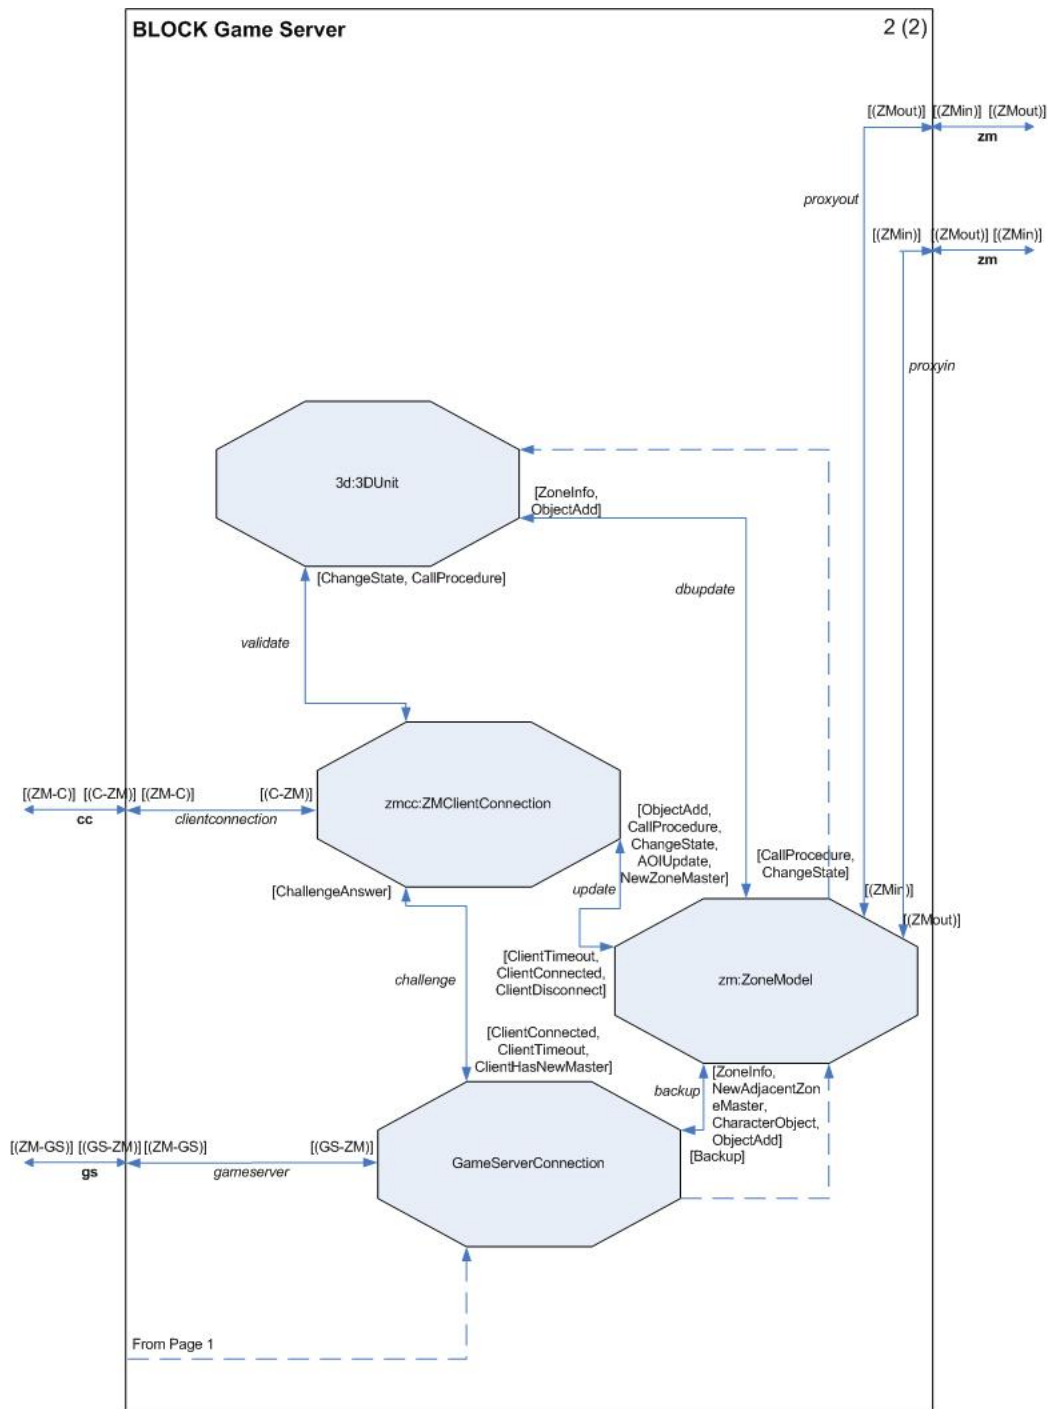 BLOCK Game Server
2 (2)
[(ZMout)]
[(ZMin)]
[(ZMout)]
zm
proxyout
[(ZMin)]
[(ZMout)]
[(ZMin)]
zm
proxyin
3d:3DUnit
[ZoneInfo,
ObjectAdd]
[ChangeState, CallProcedure]
dbupdate
validate
[(ZM-C)]
[(C-ZM)]
[(ZM-C)]
[(C-ZM)]
cc
clientconnection
zmcc:ZMClientConnection
[ObjectAdd,
CallProcedure,
ChangeState,
AOIUpdate,
NewZoneMaster]
[CallProcedure,
ChangeState]
[ChallengeAnswer]
update
[(ZMin)]
[(ZMout)]
[ClientTimeout,
ClientConnected,
ClientDisconnect]
challenge
zm:ZoneModel
[ClientConnected,
ClientTimeout,
ClientHasNewMaster]
backup
[ZoneInfo,
NewAdjacentZon
eMaster,
CharacterObject,
ObjectAdd]
[Backup]
[(ZM-GS)]
[(GS-ZM)]
[(ZM-GS)]
[(GS-ZM)]
gs
gameserver
GameServerConnection
From Page 1